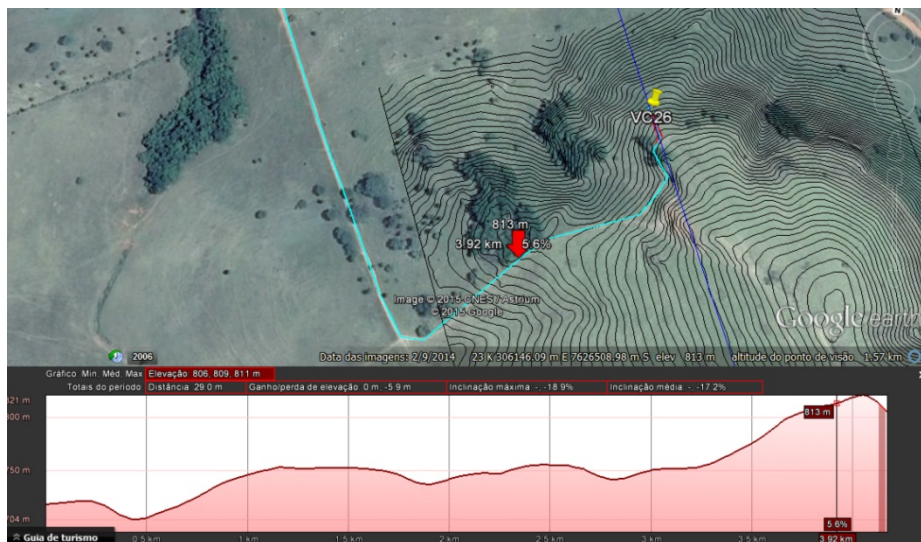 N
VC26
813 m
3.92 km 5.6%
Image © 2015 CNES / Astrium
© 2015 Google
Google earth
2006
Data das imagens: 2/9/2014 23 K 306146.09 m E 7626508.98 m S elev 813 m altitude do ponto de visão 1.57 km
Gráfico Mín, Méd, Máx Elevação: 806, 809, 811 m
Totais do período Distância: 29.0 m Ganho/perda de elevação: 0 m, -5.9 m Inclinação máxima: -, -18.9% Inclinação média: -, -17.2%
821 m
800 m
813 m
750 m
704 m
5.6%
Guia de turismo 0.5 km 1 km 1.5 km 2 km 2.5 km 3 km 3.5 km 3.92 km